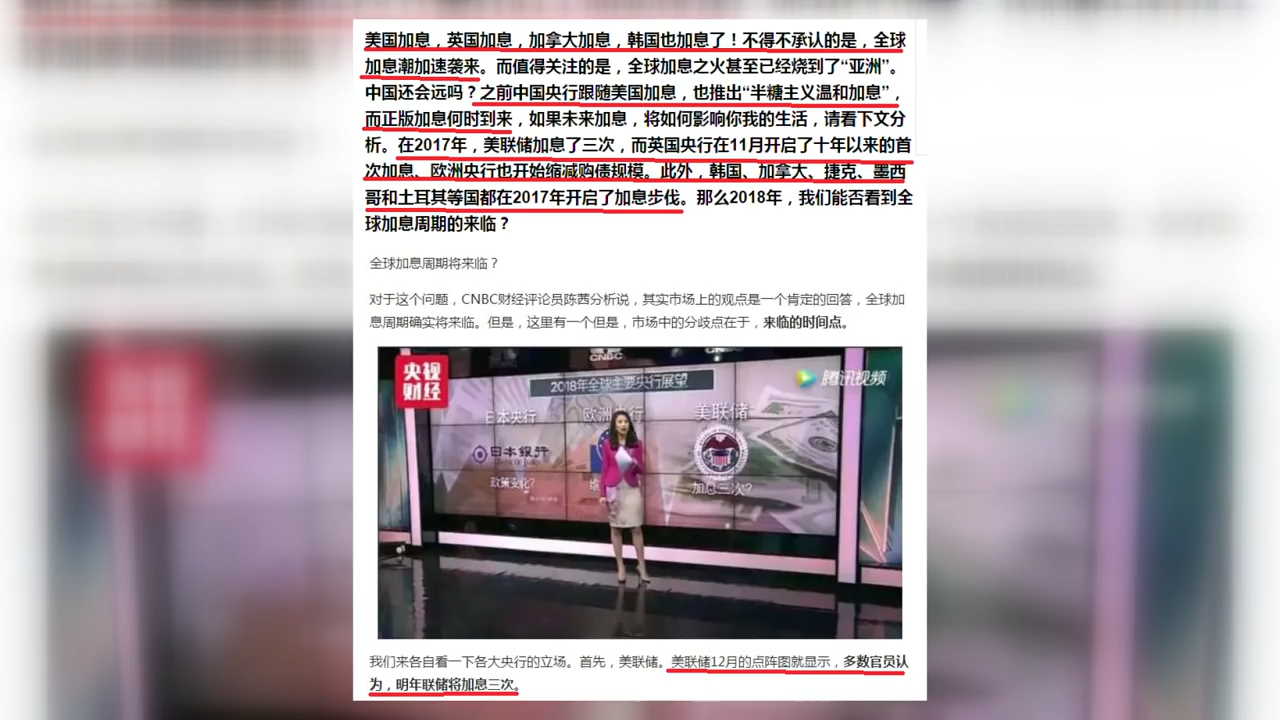 美国加息，英国加息，加拿大加息，韩国也加息了！不得不承认的是，全球
加息潮加速袭来。而值得关注的是，全球加息之火甚至已经烧到了“亚洲”。
中国还会远吗？之前中国央行跟随美国加息，也推出“半糖主义温和加息”，
而正版加息何时到来，如果未来加息，将如何影响你我的生活，请看下文分
析。在2017年，美联储加息了三次，而英国央行在11月开启了十年以来的首
次加息、欧洲央行也开始缩减购债规模。此外，韩国、加拿大、捷克、墨西
哥和土耳其等国都在2017年开启了加息步伐。那么2018年，我们能否看到全
球加息周期的来临？
全球加息周期将来临？
对于这个问题，CNBC财经评论员陈茜分析说，其实市场上的观点是一个肯定的回答，全球加
息周期确实将来临。但是，这里有一个但是，市场中的分歧点在于，来临的时间点。
央视
财经
CNBC
腾讯视频
2018年全球主要央行展望
日本央行
欧洲 行
美联储
日本銀行
政策变化?
维
加息三次?
我们来各自看一下各大央行的立场。首先，美联储。美联储12月的点阵图就显示，多数官员认
为，明年联储将加息三次。